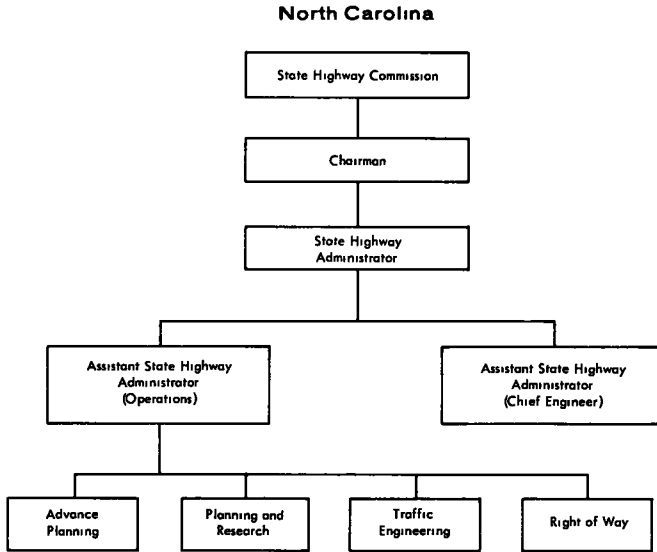 North Carolina
State Highway Commission
Chairman
State Highway
Administrator
Assistant State Highway
Administrator
(Operations)
Assistant State Highway
Administrator
(Chief Engineer)
Advance
Planning
Planning and
Research
Traffic
Engineering
Right of Way